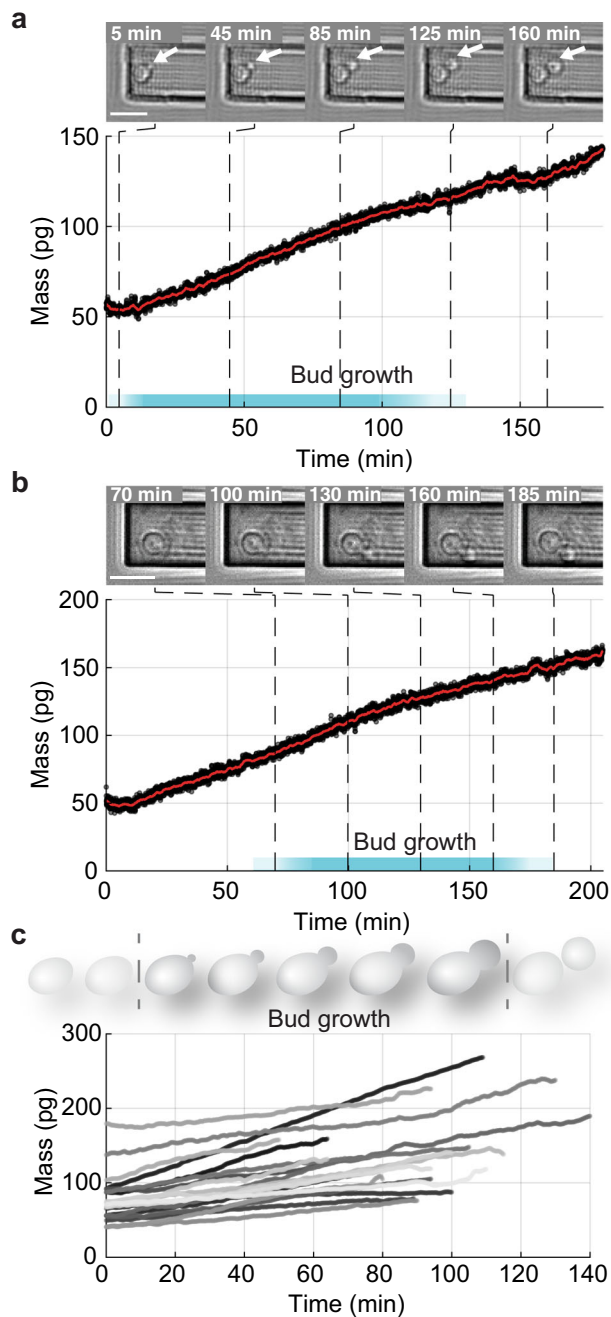 a
5 min 45 min 85 min 125 min 160 min
150
100
50
0
Mass (pg)
Bud growth
0 50 100 150
Time (min)
b
70 min 100 min 130 min 160 min 185 min
200
150
100
50
0
Mass (pg)
Bud growth
0 50 100 150 200
Time (min)
c
Bud growth
300
200
100
0
Mass (pg)
0 20 40 60 80 100 120 140
Time (min)